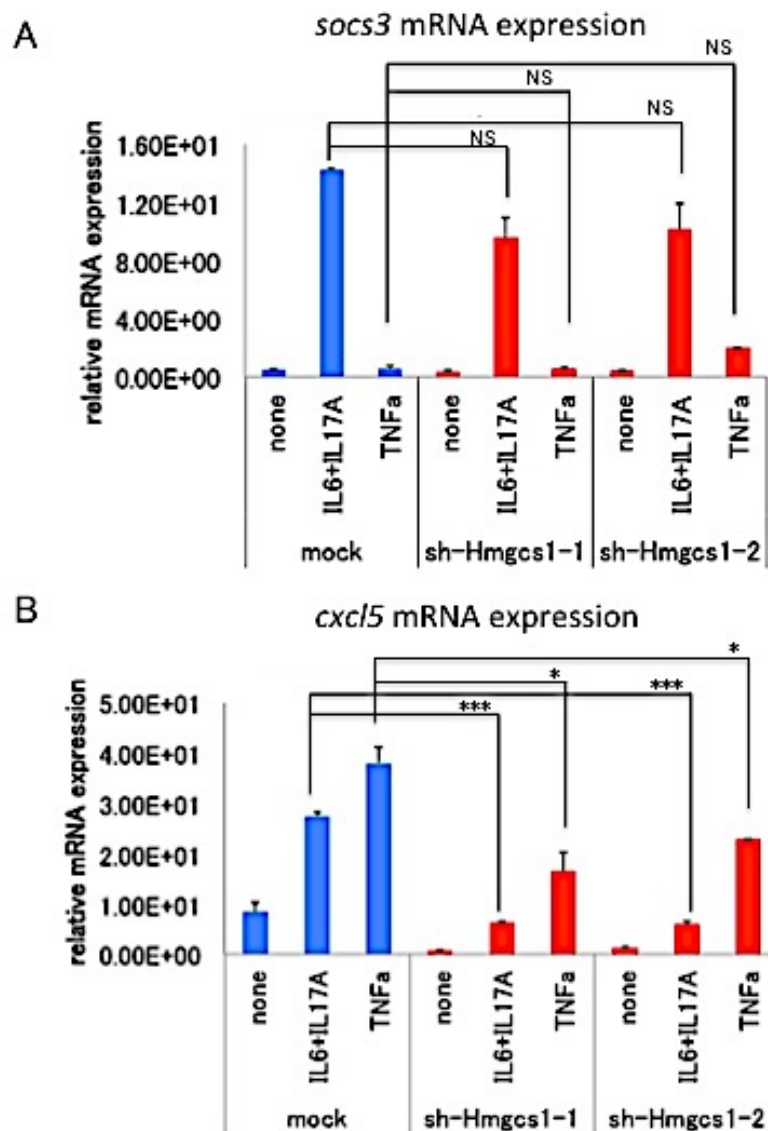 A
socs3 mRNA expression
NS
NS
NS
NS
relative mRNA expression
1.60E+01
1.20E+01
8.00E+00
4.00E+00
0.00E+00
none IL6+IL17A TNFa none IL6+IL17A TNFa none IL6+IL17A TNFa
mock sh-Hmgcs1-1 sh-Hmgcs1-2
B
cxcl5 mRNA expression
*
*
*** ***
relative mRNA expression
5.00E+01
4.00E+01
3.00E+01
2.00E+01
1.00E+01
0.00E+00
none IL6+IL17A TNFa none IL6+IL17A TNFa none IL6+IL17A TNFa
mock sh-Hmgcs1-1 sh-Hmgcs1-2